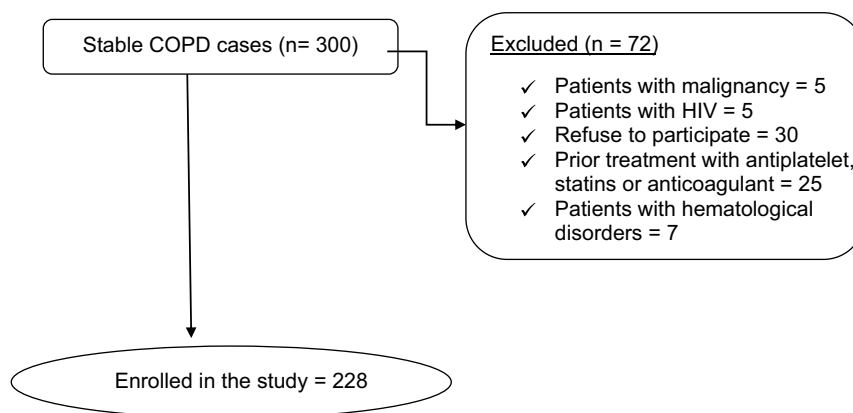 Stable COPD cases (n= 300)
Excluded (n = 72)
✓ Patients with malignancy = 5
✓ Patients with HIV = 5
✓ Refuse to participate = 30
✓ Prior treatment with antiplatelet,
statins or anticoagulant = 25
✓ Patients with hematological
disorders = 7
Enrolled in the study = 228